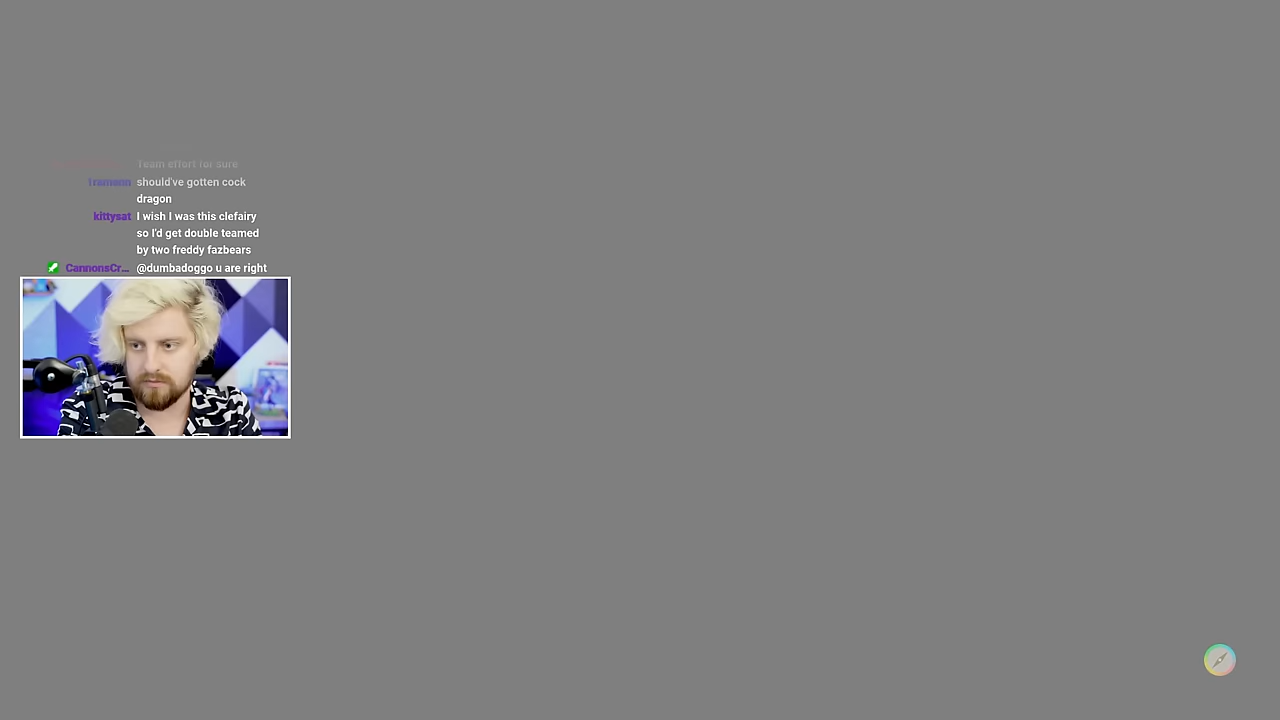 Team effort for sure
should've gotten cock
dragon
kittysat I wish I was this clefairy
so I'd get double teamed
by two freddy fazbears
CannonsCr... @dumbadoggo u are right